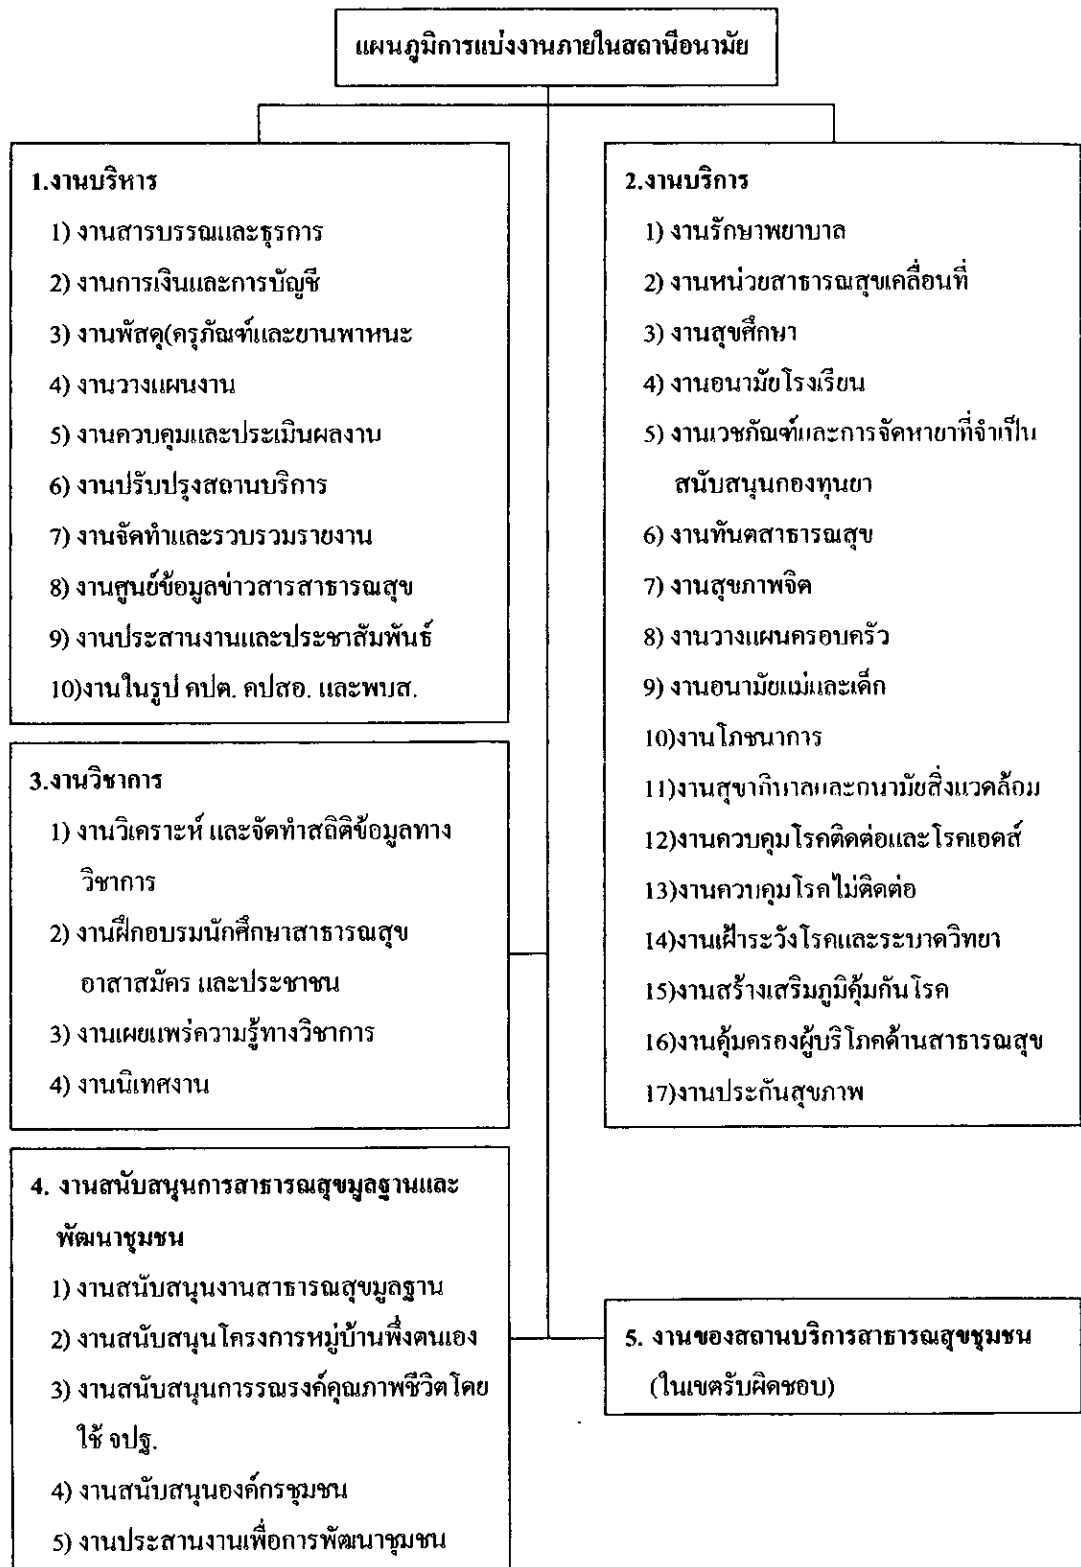 แผนภูมิการแบ่งงานภายในสถานีอนามัย
1.งานบริหาร
1) งานสารบรรณและธุรการ
2) งานการเงินและการบัญชี
3) งานพัสดุ(ครุภัณฑ์และยานพาหนะ
4) งานวางแผนงาน
5) งานควบคุมและประเมินผลงาน
6) งานปรับปรุงสถานบริการ
7) งานจัดทำและรวบรวมรายงาน
8) งานศูนย์ข้อมูลข่าวสารสาธารณสุข
9) งานประสานงานและประชาสัมพันธ์
10)งานในรูป คปต. คปสอ. และพบส.
2.งานบริการ
1) งานรักษาพยาบาล
2) งานหน่วยสาธารณสุขเคลื่อนที่
3) งานสุขศึกษา
4) งานอนามัยโรงเรียน
5) งานเวชภัณฑ์และการจัดหายาที่จำเป็น
สนับสนุนกองทุนยา
6) งานทันตสาธารณสุข
7) งานสุขภาพจิต
8) งานวางแผนครอบครัว
9) งานอนามัยแม่และเด็ก
10)งานโภชนาการ
11)งานสุขาภิบาลและอนามัยสิ่งแวดล้อม
12)งานควบคุมโรคติดต่อและโรคเอดส์
13)งานควบคุมโรคไม่ติดต่อ
14)งานเฝ้าระวังโรคและระบาดวิทยา
15)งานสร้างเสริมภูมิคุ้มกันโรค
16)งานคุ้มครองผู้บริโภคด้านสาธารณสุข
17)งานประกันสุขภาพ
3.งานวิชาการ
1) งานวิเคราะห์ และจัดทำสถิติข้อมูลทาง
วิชาการ
2) งานฝึกอบรมนักศึกษาสาธารณสุข
อาสาสมัคร และประชาชน
3) งานเผยแพร่ความรู้ทางวิชาการ
4) งานนิเทศงาน
4. งานสนับสนุนการสาธารณสุขมูลฐานและ
พัฒนาชุมชน
1) งานสนับสนุนงานสาธารณสุขมูลฐาน
2) งานสนับสนุนโครงการหมู่บ้านพึ่งตนเอง
3) งานสนับสนุนการรณรงค์คุณภาพชีวิตโดย
ใช้ จปฐ.
4) งานสนับสนุนองค์กรชุมชน
5) งานประสานงานเพื่อการพัฒนาชุมชน
5. งานของสถานบริการสาธารณสุขชุมชน
(ในเขตรับผิดชอบ)